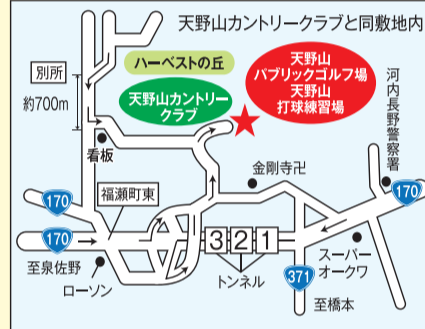 天野山カントリークラブと同敷地内
別所
約700m
ハーベストの丘
天野山カントリー
クラブ
天野山
パブリックゴルフ場
天野山
打球練習場
河内長野警察署
看板
金剛寺卍
170
福瀬町東
170
170
3 2 1
至泉佐野
ローソン
トンネル
371
スーパー
オークワ
至橋本